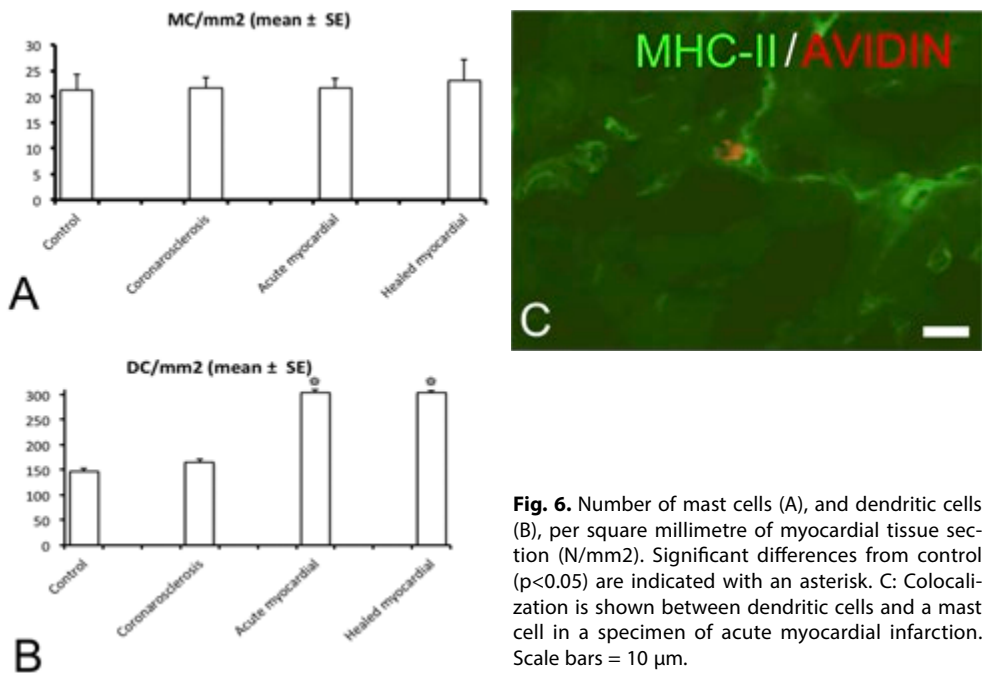 MC/mm2 (mean ± SE)
30
25
20
15
10
5
0
Control
Coronarosclerosis
Acute myocardial
Healed myocardial
A
DC/mm2 (mean ± SE)
300
250
200
150
100
50
0
Control
Coronarosclerosis
Acute myocardial
Healed myocardial
B
MHC-II/AVIDIN
C
Fig. 6. Number of mast cells (A), and dendritic cells
(B), per square millimetre of myocardial tissue sec-
tion (N/mm2). Significant differences from control
(p<0.05) are indicated with an asterisk. C: Colocali-
zation is shown between dendritic cells and a mast
cell in a specimen of acute myocardial infarction.
Scale bars = 10 μm.